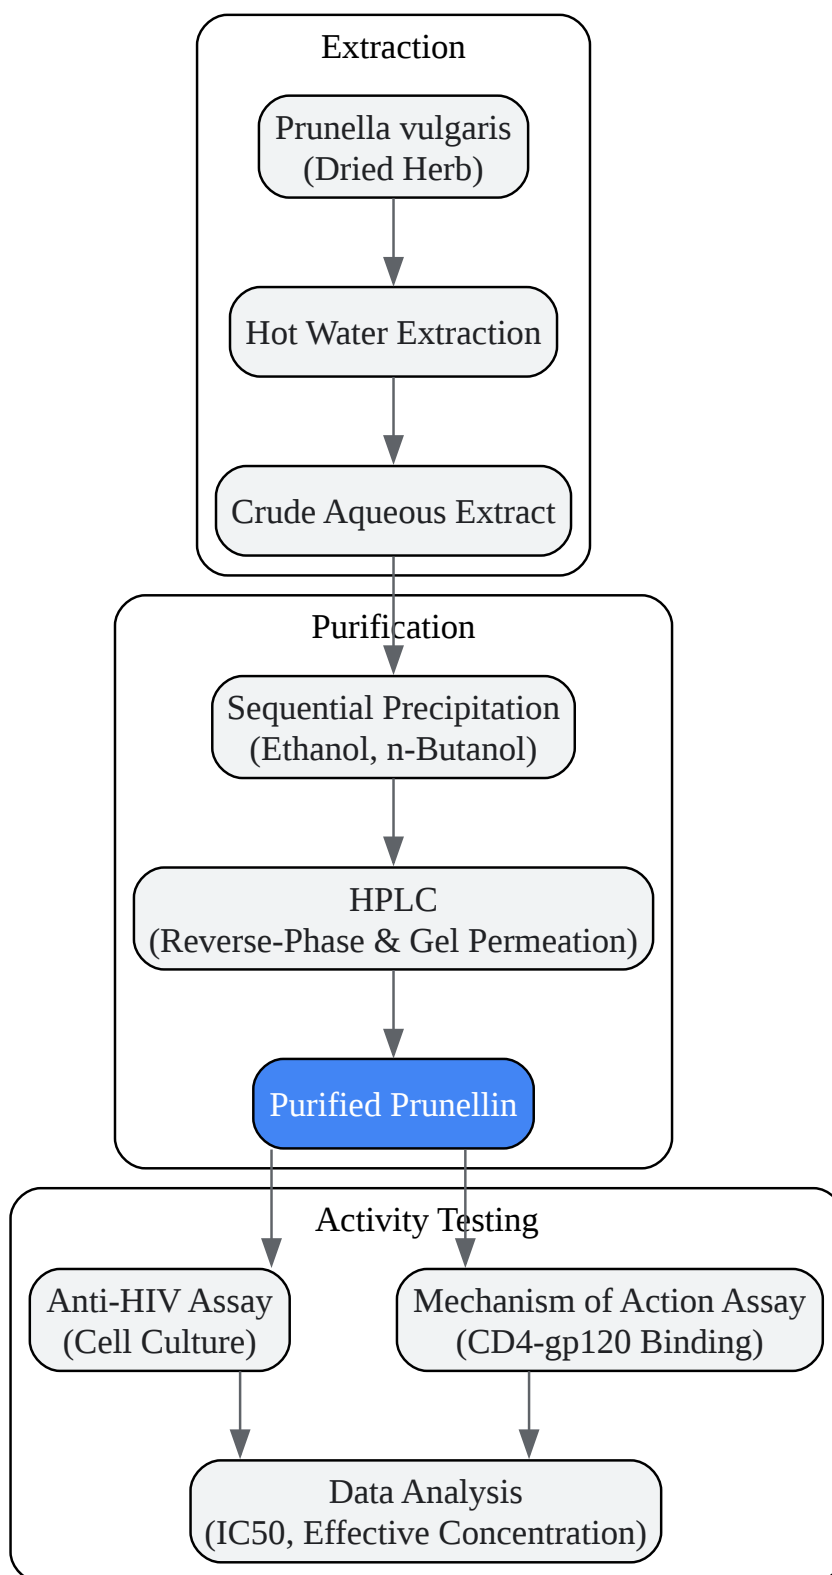 Extraction
Prunella vulgaris
(Dried Herb)
Hot Water Extraction
Crude Aqueous Extract
Purification
Sequential Precipitation
(Ethanol, n-Butanol)
HPLC
(Reverse-Phase & Gel Permeation)
Purified Prunellin
Activity Testing
Anti-HIV Assay
(Cell Culture)
Mechanism of Action Assay
(CD4-gp120 Binding)
Data Analysis
(IC50, Effective Concentration)